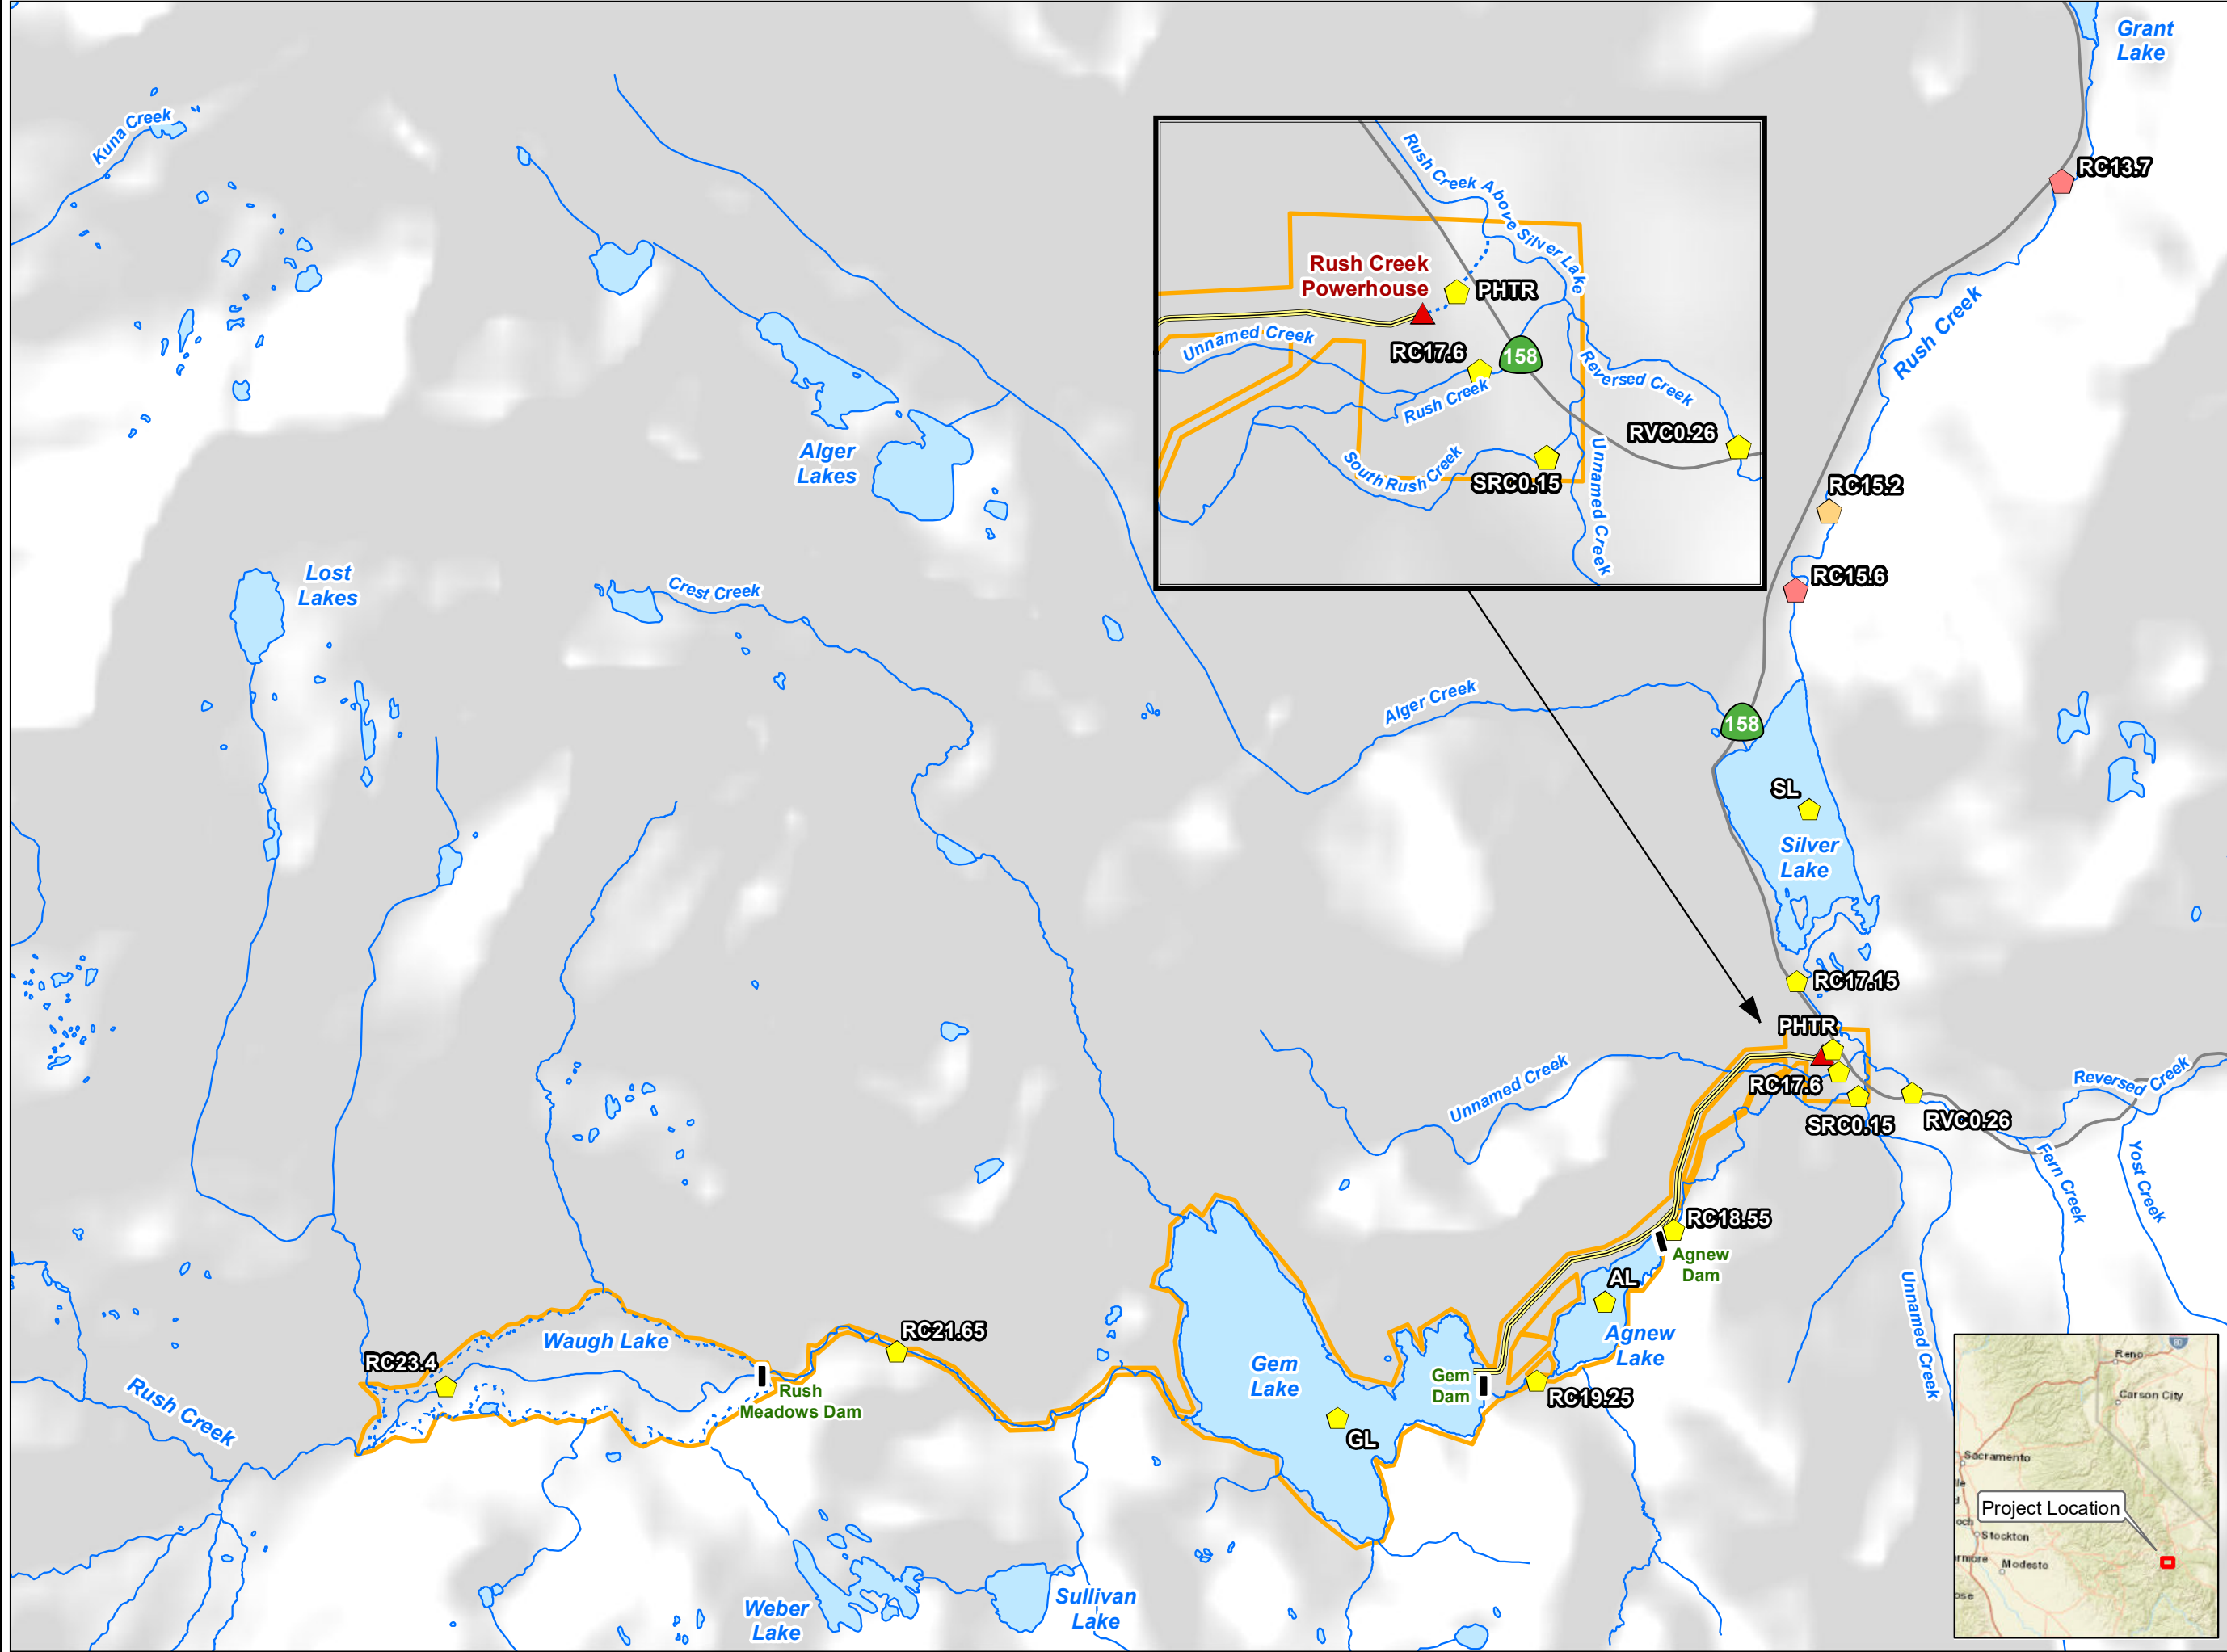 Grant
Lake
Kuna Creek
RC13.7
Rush Creek Above Silver Lake
Rush Creek
Powerhouse
PHTR
Unnamed Creek
RC17.6
158
Reversed Creek
Rush Creek
RVC0.26
South Rush Creek
SRC0.15
Unnamed Creek
Rush Creek
Alger
Lakes
RC15.2
Lost
Lakes
Crest Creek
RC15.6
Alger Creek
158
SL
Silver
Lake
RC17.15
PHTR
Unnamed Creek
RC17.6
SRC0.15
RVC0.26
Reversed Creek
Fern Creek
Yost Creek
RC18.55
Agnew
Dam
AL
Agnew
Lake
Unnamed Creek
RC21.65
Waugh Lake
RC23.4
Rush
Meadows Dam
Rush Creek
Gem
Lake
Gem
Dam
RC19.25
GL
Weber
Lake
Sullivan
Lake
80
Reno
Carson City
Sacramento
Project Location
Stockton
Modesto